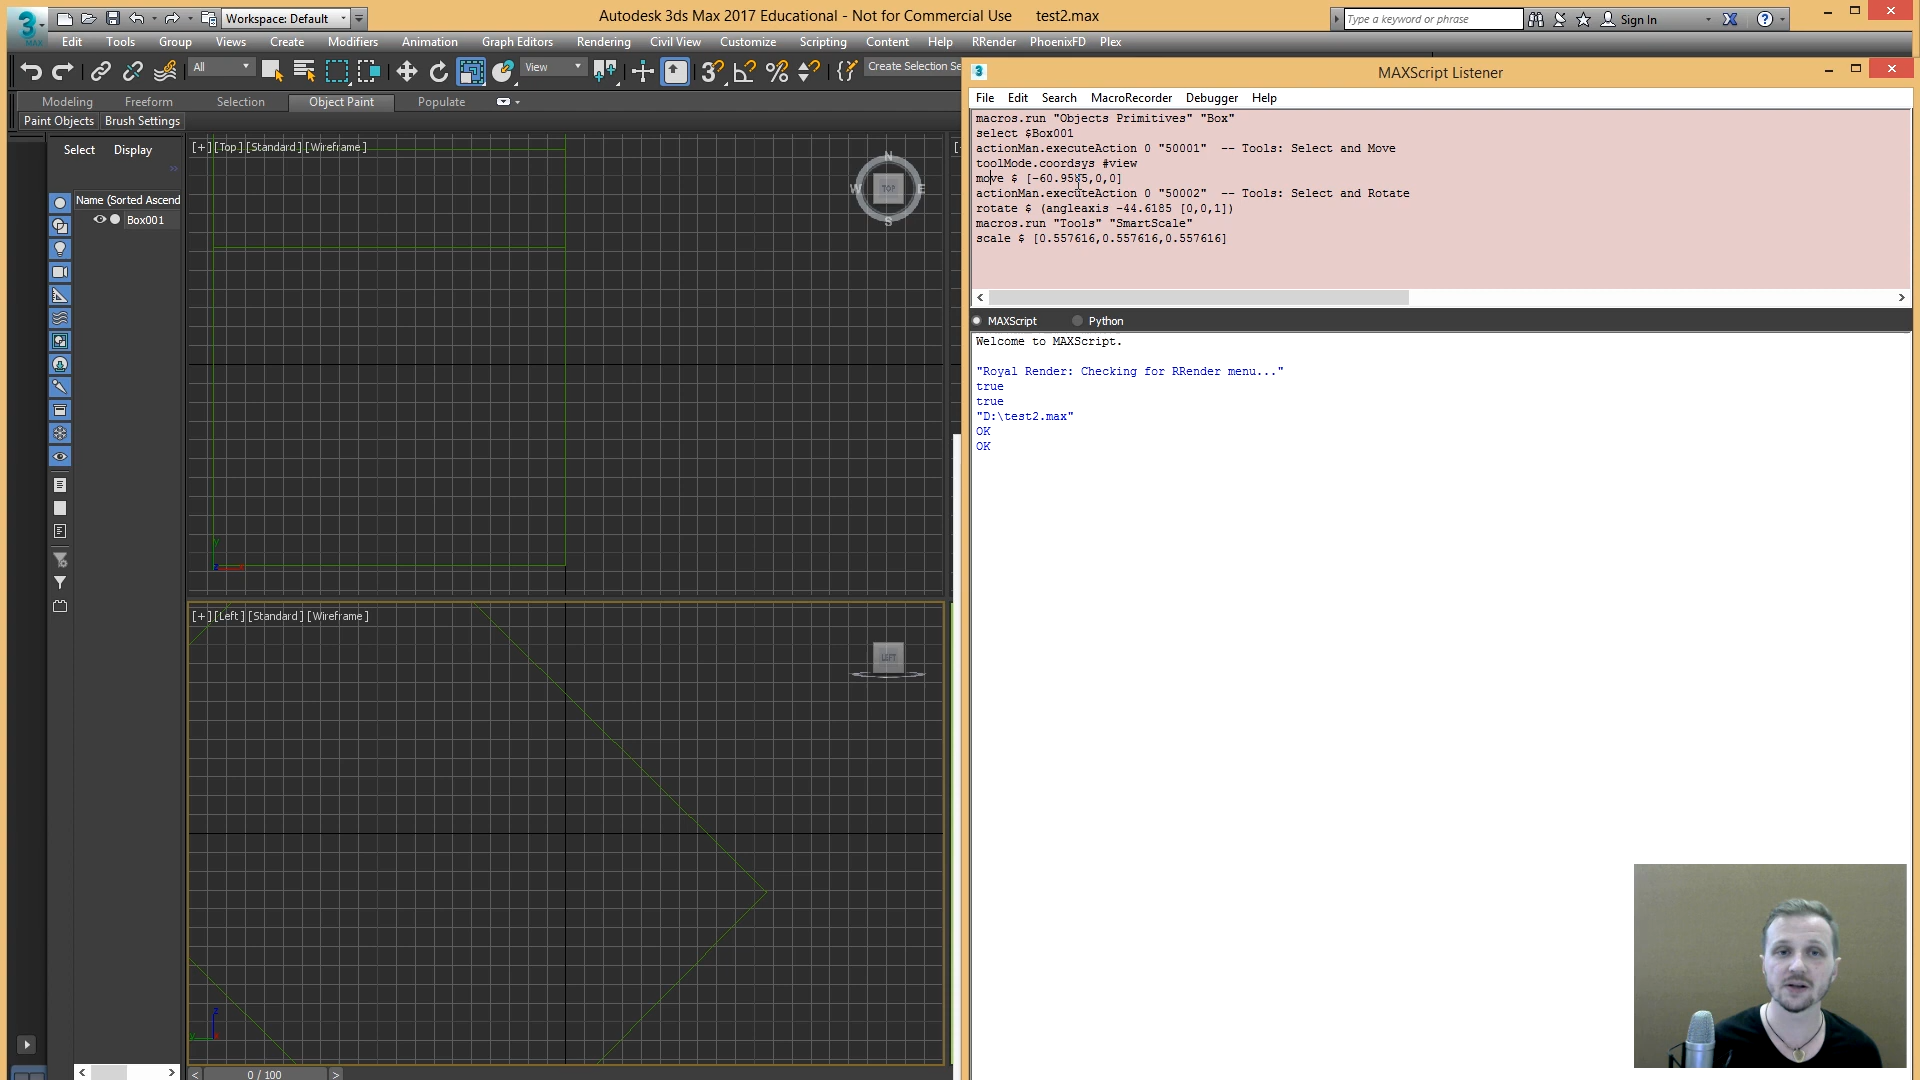 Workspace: Default
Autodesk 3ds Max 2017 Educational - Not for Commercial Use test2.max
Type a keyword or phrase
Sign In
3
MAX
Edit Tools Group Views Create Modifiers Animation Graph Editors Rendering Civil View Customize Scripting Content Help RRender PhoenixFD Plex
All
View
Create Selection Se
MAXScript Listener
Modeling Freeform Selection Object Paint Populate
Paint Objects Brush Settings
File Edit Search MacroRecorder Debugger Help
Select Display
Name (Sorted Ascend
Box001
[+] [Top] [Standard] [Wireframe]
N
W TOP E
S
y
z x
macros.run "Objects Primitives" "Box"
select $Box001
actionMan.executeAction 0 "50001" -- Tools: Select and Move
toolMode.coordsys #view
move $ [-60.9585,0,0]
actionMan.executeAction 0 "50002" -- Tools: Select and Rotate
rotate $ (angleaxis -44.6185 [0,0,1])
macros.run "Tools" "SmartScale"
scale $ [0.557616,0.557616,0.557616]
MAXScript Python
Welcome to MAXScript.
"Royal Render: Checking for RRender menu..."
true
true
"D:\test2.max"
OK
OK
[+] [Left] [Standard] [Wireframe]
LEFT
z
y
0 / 100